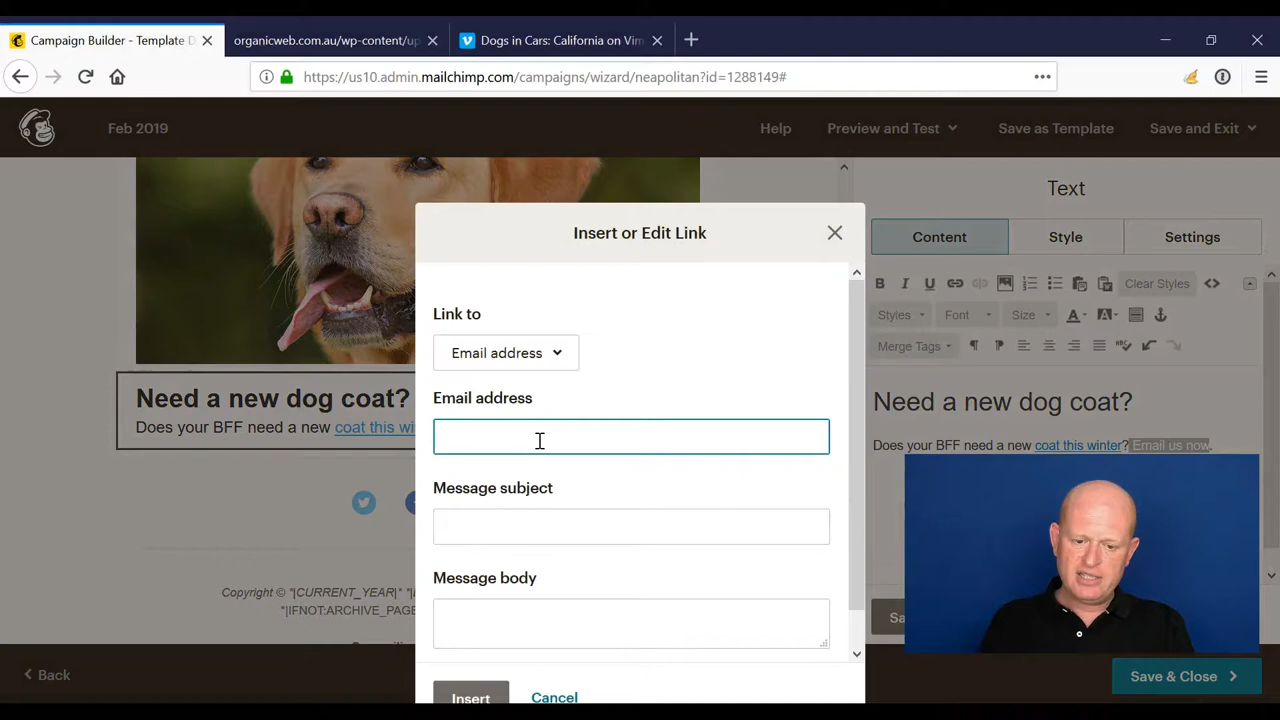 Campaign Builder - Template D
organicweb.com.au/wp-content/up
Dogs in Cars: California on Vim
https://us10.admin.mailchimp.com/campaigns/wizard/neapolitan?id=1288149#
Feb 2019
Help
Preview and Test
Save as Template
Save and Exit
Text
Insert or Edit Link
Content
Style
Settings
B I U
Clear Styles
Link to
Styles
Font
Size
A
A
Email address
Merge Tags
Email address
Need a new dog coat?
Does your BFF need a new coat this
Need a new dog coat?
Does your BFF need a new coat this winter? Email us now.
Message subject
Copyright © *|CURRENT_YEAR|*
*|IFNOT:ARCHIVE_PAG
Message body
Sa
Back
Insert
Cancel
Save & Close